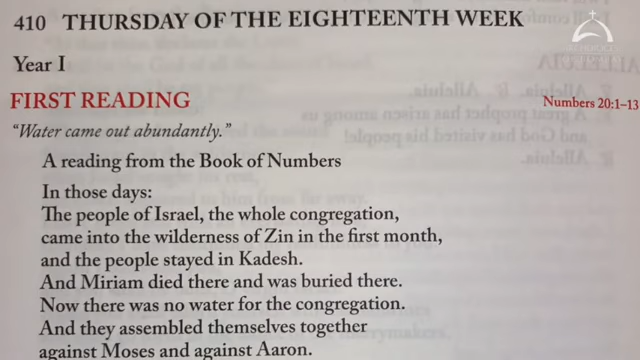 410 THURSDAY OF THE EIGHTEENTH WEEK
Year I
FIRST READING
Numbers 20:1–13
“Water came out abundantly.”
A reading from the Book of Numbers
In those days:
The people of Israel, the whole congregation,
came into the wilderness of Zin in the first month,
and the people stayed in Kadesh.
And Miriam died there and was buried there.
Now there was no water for the congregation.
And they assembled themselves together
against Moses and against Aaron.